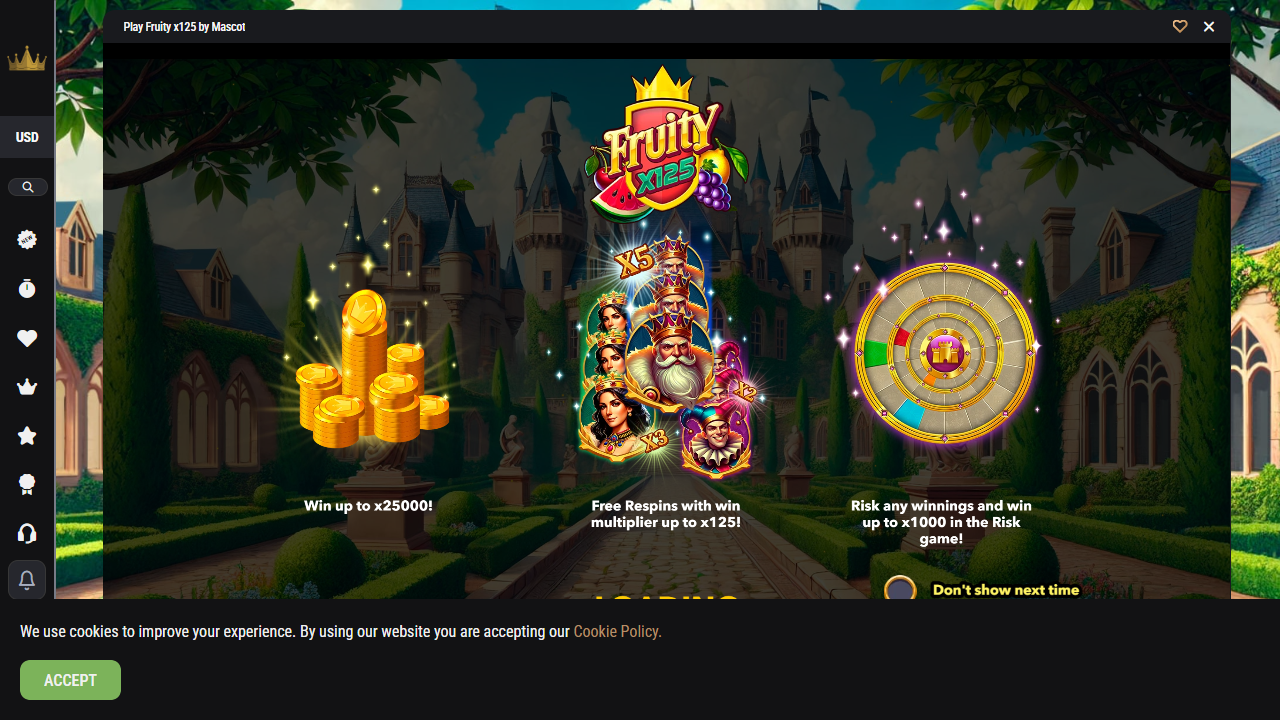 Play Fruity x125 by Mascot
USD
NEW
Fruity
X125
X5
X2
X3
Win up to x25000!
Free Respins with win
multiplier up to x125!
Risk any winnings and win
up to x1000 in the Risk
game!
Don't show next time
LOADING
We use cookies to improve your experience. By using our website you are accepting our Cookie Policy.
ACCEPT